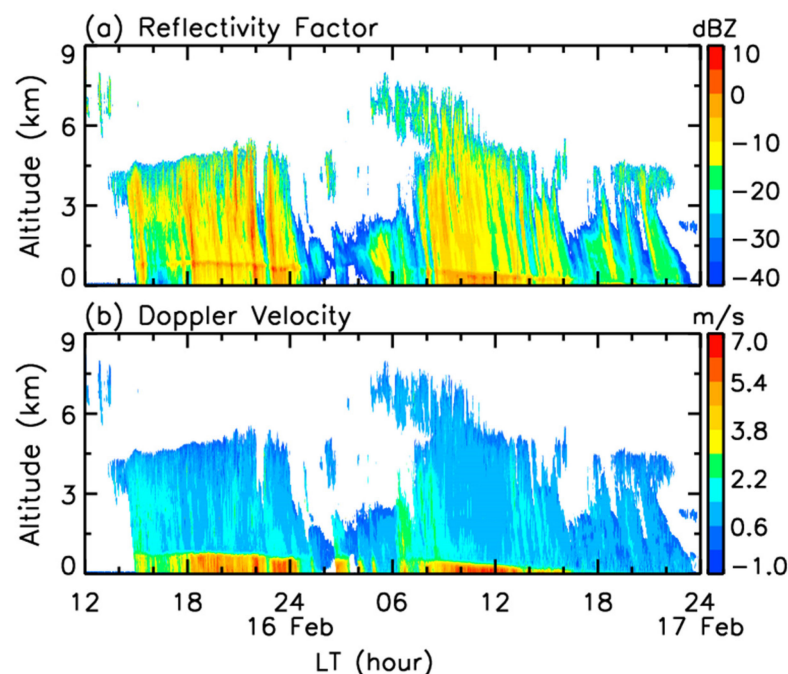 (a) Reflectivity Factor
dBZ
9
6
3
0
Altitude (km)
10
0
−10
−20
−30
−40
(b) Doppler Velocity
m/s
9
6
3
0
Altitude (km)
7.0
5.4
3.8
2.2
0.6
−1.0
12 18 24 06 12 18 24
16 Feb 17 Feb
LT (hour)